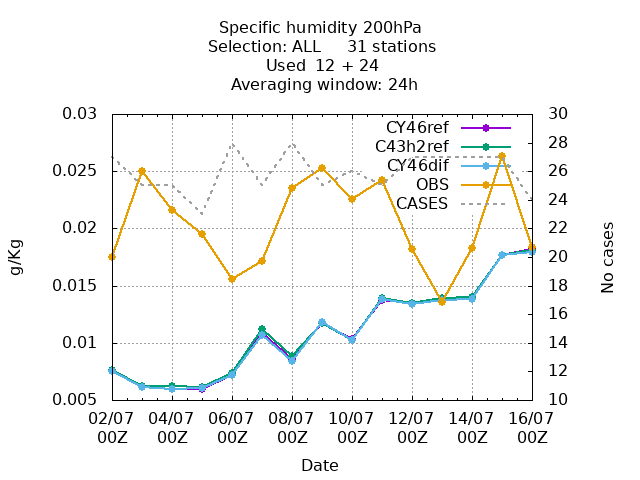 Specific humidity 200hPa
Selection: ALL 31 stations
Used 12 + 24
Averaging window: 24h
0.03 30
CY46ref
28
C43h2ref
0.025 CY46dif 26
OBS
CASES 24
0.02 22
g/Kg No cases
20
0.015 18
16
0.01 14
12
0.005 10
02/07 04/07 06/07 08/07 10/07 12/07 14/07 16/07
00Z 00Z 00Z 00Z 00Z 00Z 00Z 00Z
Date